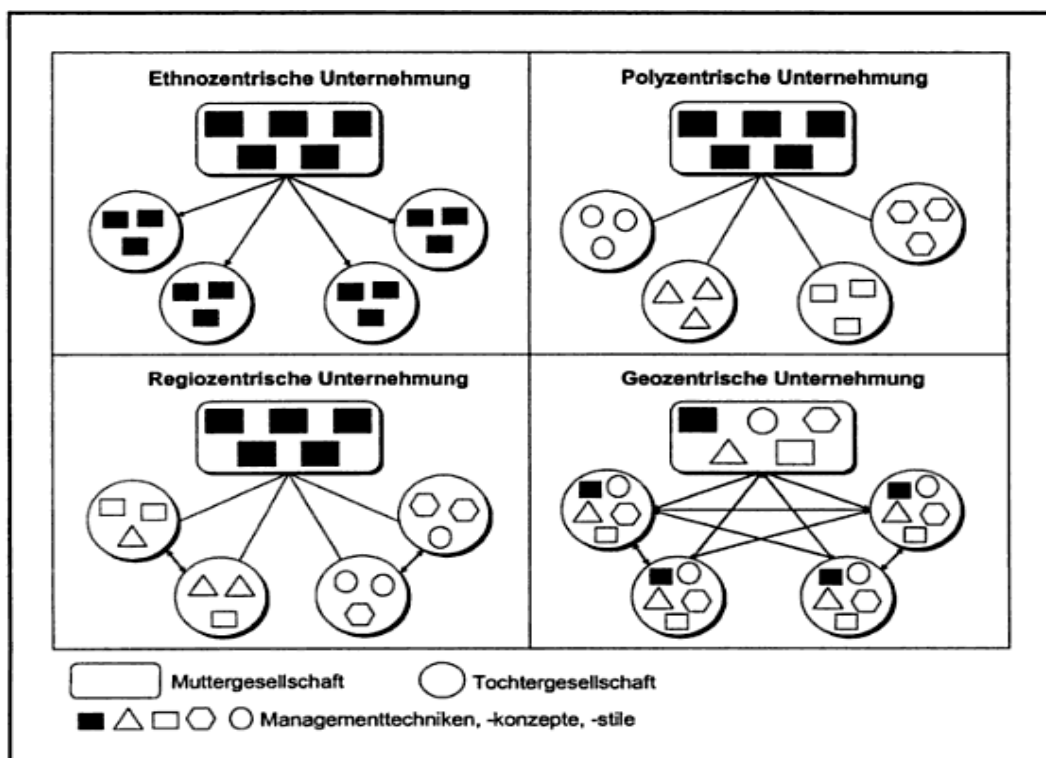 Ethnozentrische Unternehmung
Polyzentrische Unternehmung
Regiozentrische Unternehmung
Geozentrische Unternehmung
Muttergesellschaft
Tochtergesellschaft
Managementtechniken, -konzepte, -stile